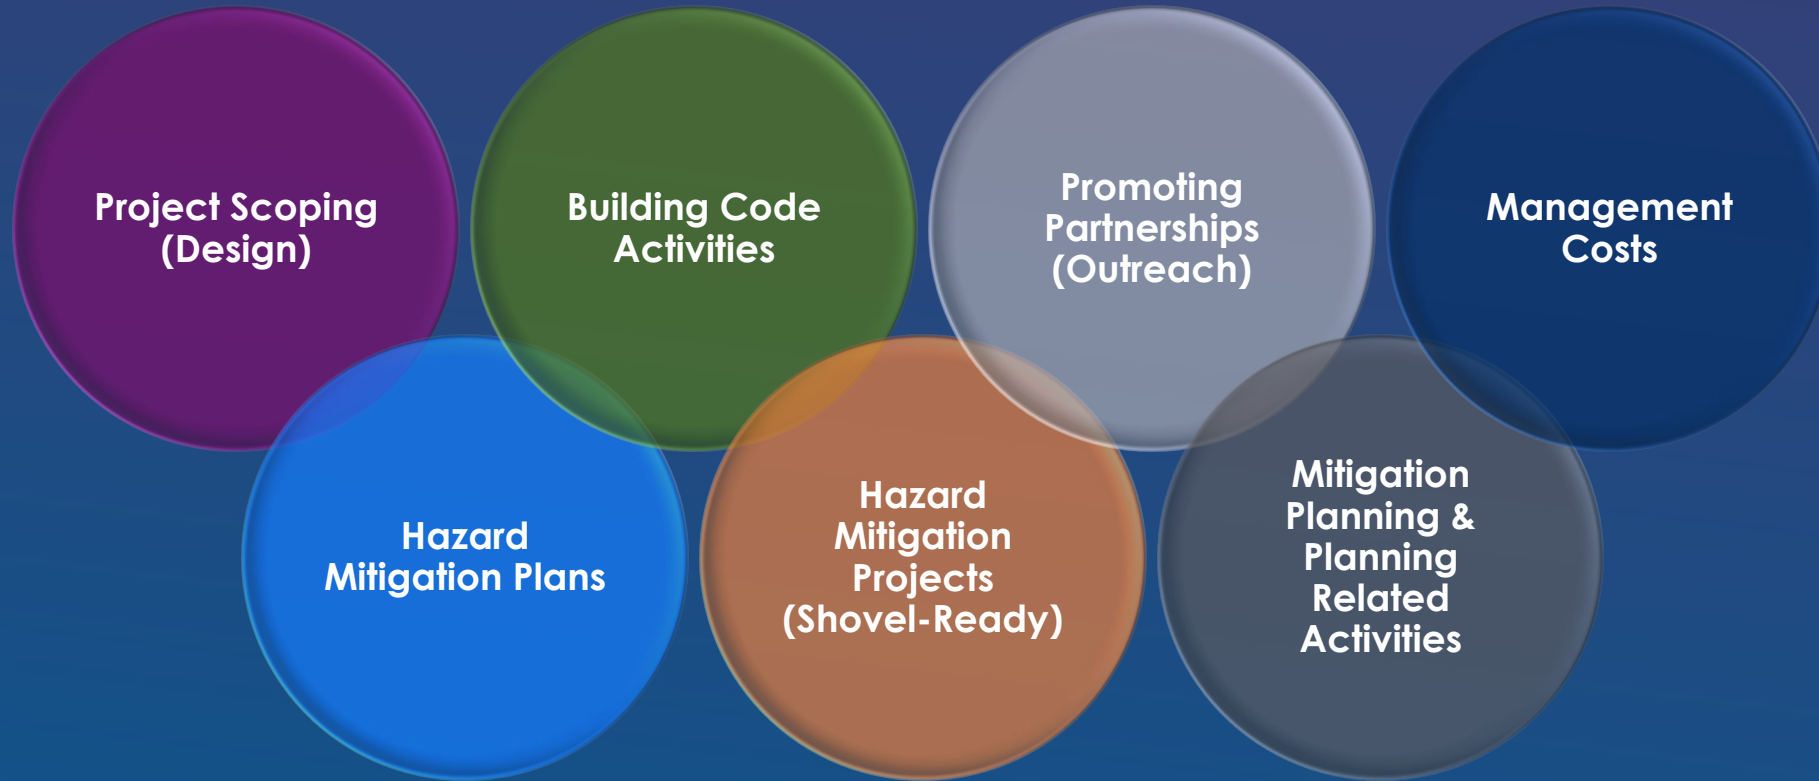 Project Scoping
(Design)
Building Code
Activities
Promoting
Partnerships
(Outreach)
Management
Costs
Hazard
Mitigation Plans
Hazard
Mitigation
Projects
(Shovel-Ready)
Mitigation
Planning &
Planning
Related
Activities